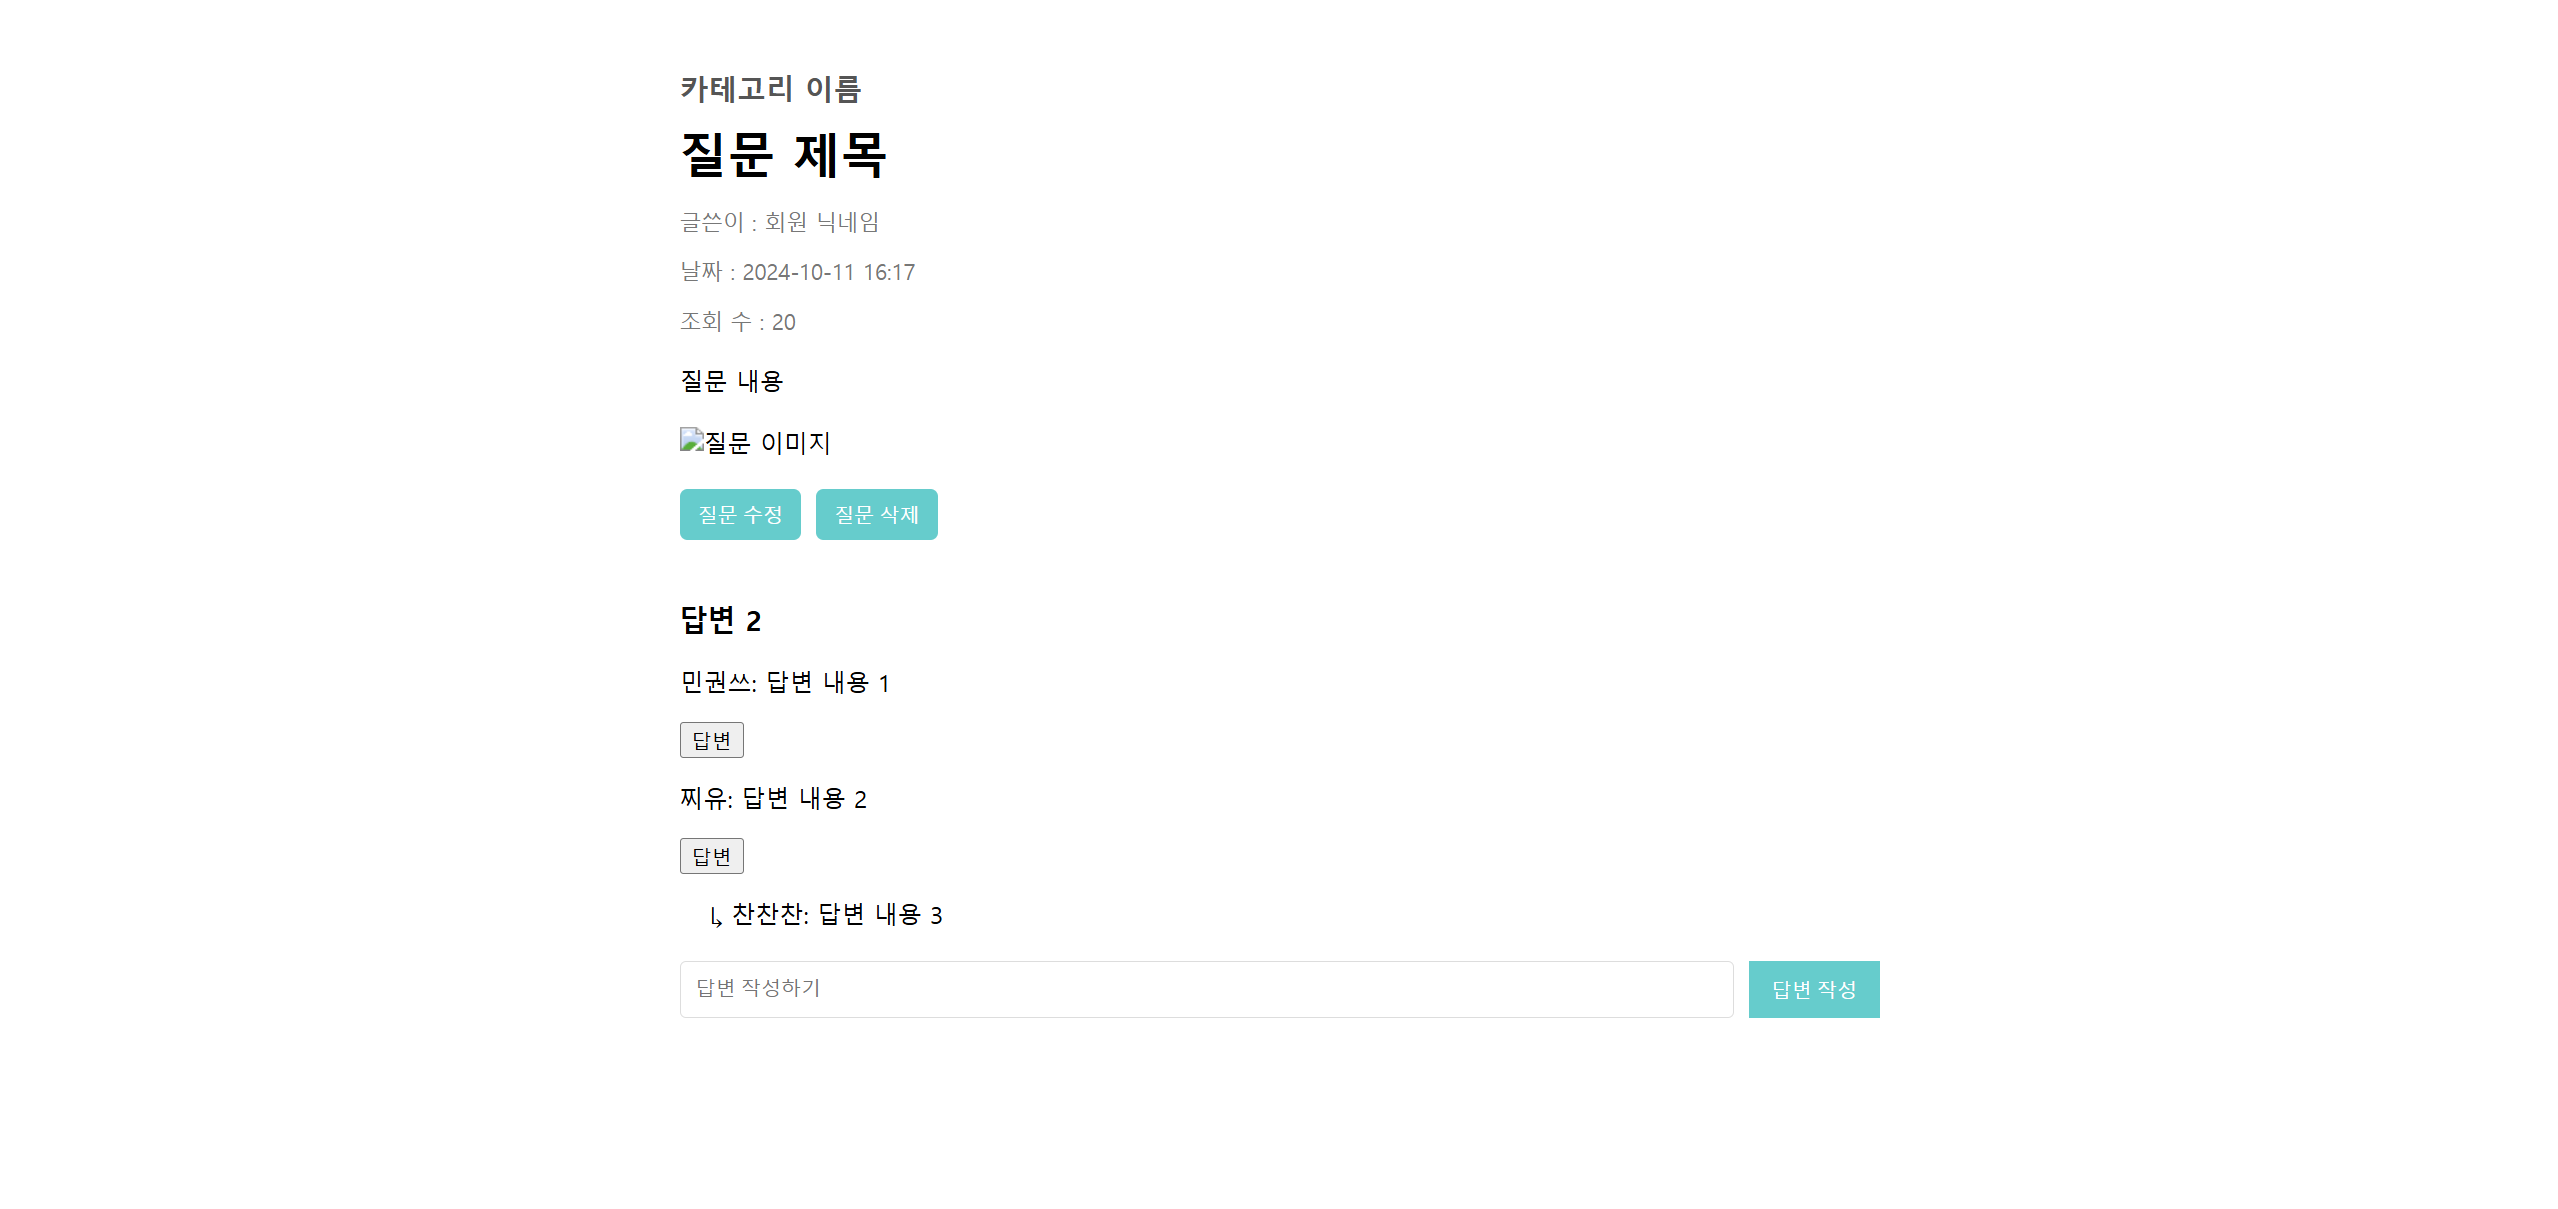 카테고리 이름
질문 제목
글쓴이 : 회원 닉네임
날짜 : 2024-10-11 16:17
조회 수 : 20
질문 내용
질문 이미지
질문 수정 질문 삭제
답변 2
민권쓰: 답변 내용 1
답변
찌유: 답변 내용 2
답변
↳ 찬찬찬: 답변 내용 3
답변 작성하기 답변 작성